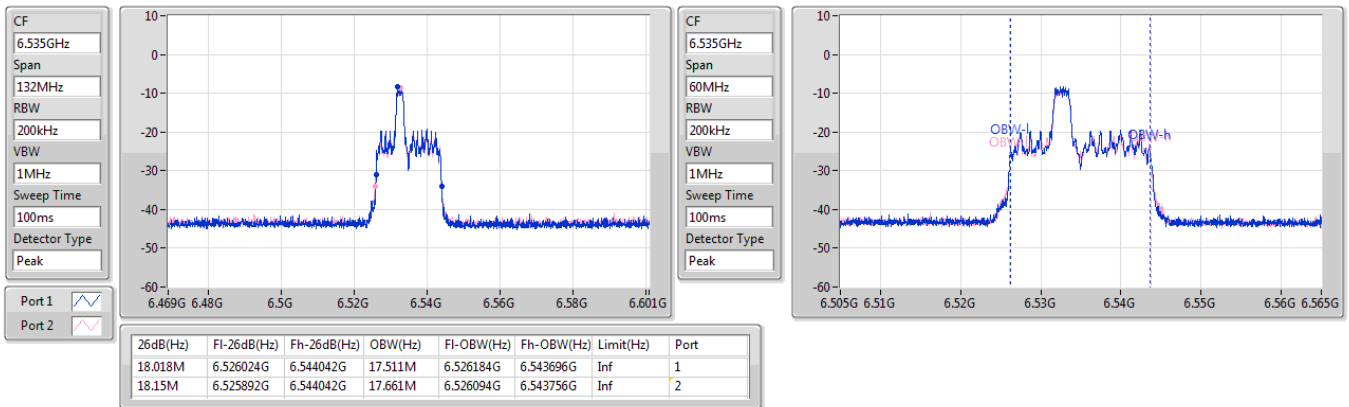 CF
6.535GHz
Span
132MHz
RBW
200kHz
VBW
1MHz
Sweep Time
100ms
Detector Type
Peak
Port 1
Port 2
10
0
-10
-20
-30
-40
-50
-60
6.469G 6.48G 6.5G 6.52G 6.54G 6.56G 6.58G 6.601G
CF
6.535GHz
Span
60MHz
RBW
200kHz
VBW
1MHz
Sweep Time
100ms
Detector Type
Peak
10
0
-10
-20
-30
-40
-50
-60
OBW-l
OBW-h
6.505G 6.51G 6.52G 6.53G 6.54G 6.55G 6.56G 6.565G
26dB(Hz) Fl-26dB(Hz) Fh-26dB(Hz) OBW(Hz) Fl-OBW(Hz) Fh-OBW(Hz) Limit(Hz) Port
18.018M 6.526024G 6.544042G 17.511M 6.526184G 6.543696G Inf 1
18.15M 6.525892G 6.544042G 17.661M 6.526094G 6.543756G Inf 2